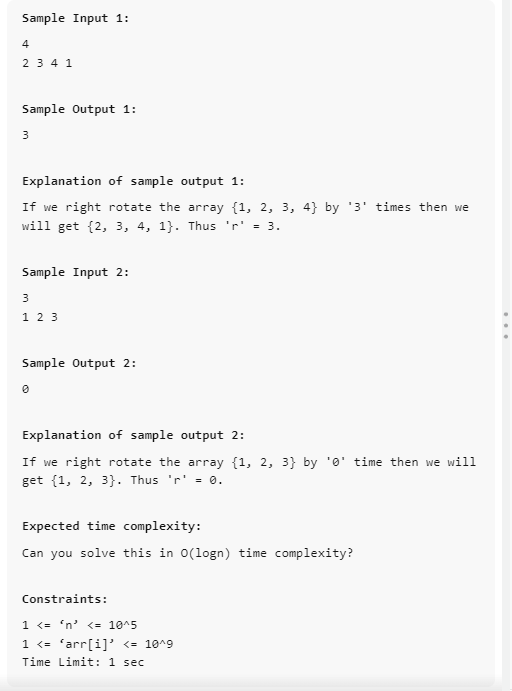 Sample Input 1:
4
2 3 4 1
Sample Output 1:
3
Explanation of sample output 1:
If we right rotate the array {1, 2, 3, 4} by '3' times then we
will get {2, 3, 4, 1}. Thus 'r' = 3.
Sample Input 2:
3
1 2 3
Sample Output 2:
0
Explanation of sample output 2:
If we right rotate the array {1, 2, 3} by '0' time then we will
get {1, 2, 3}. Thus 'r' = 0.
Expected time complexity:
Can you solve this in O(logn) time complexity?
Constraints:
1 <= ‘n’ <= 10^5
1 <= ‘arr[i]’ <= 10^9
Time Limit: 1 sec